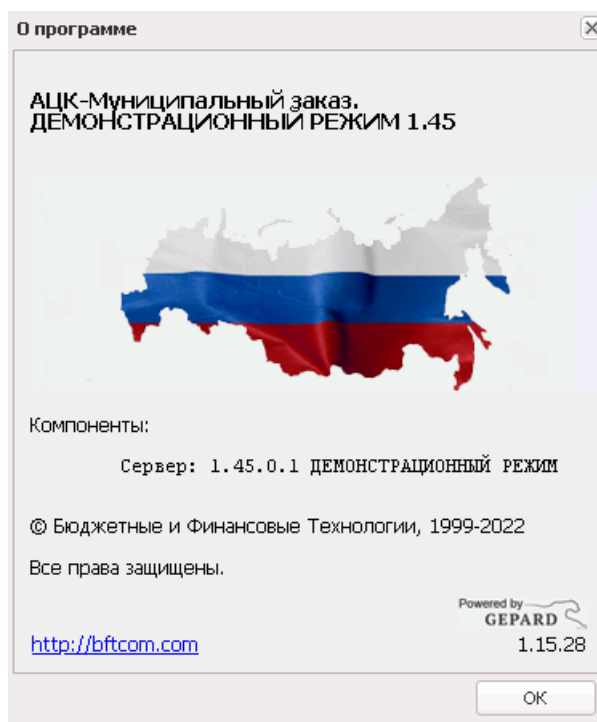 О программе
АЦК-Муниципальный заказ.
ДЕМОНСТРАЦИОННЫЙ РЕЖИМ 1.45
Компоненты:
Сервер: 1.45.0.1 ДЕМОНСТРАЦИОННЫЙ РЕЖИМ
© Бюджетные и Финансовые Технологии, 1999-2022
Все права защищены.
Powered by
GEPARD
http://bftcom.com
1.15.28
ОК